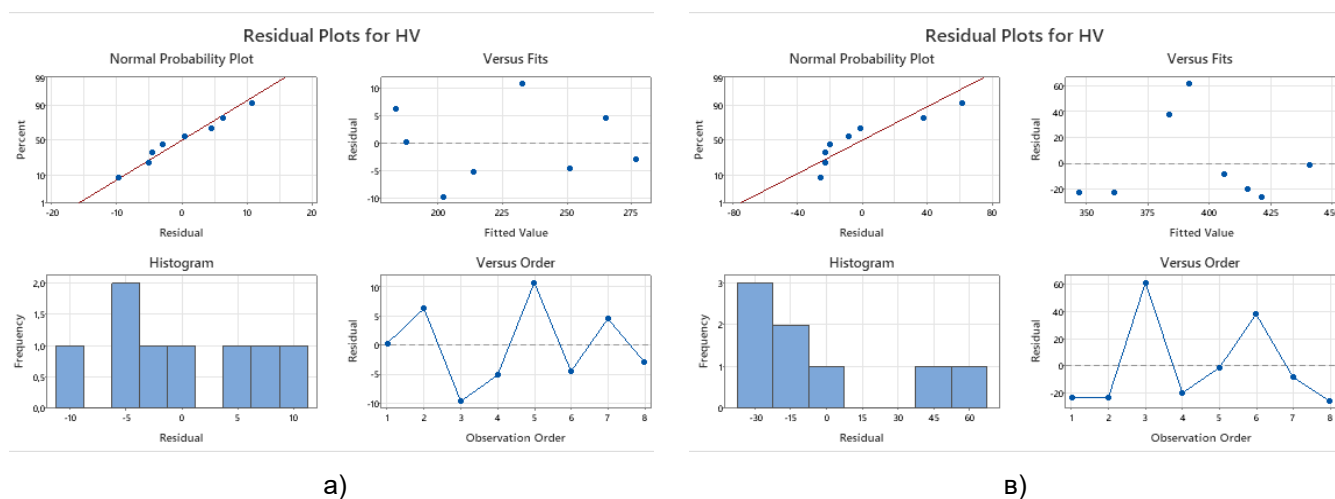 Residual Plots for HV
Normal Probability Plot
99
90
50
10
1
Percent
-20 -10 0 10 20
Residual
Versus Fits
10
5
0
-5
-10
Residual
200 225 250 275
Fitted Value
Histogram
2,0
1,5
1,0
0,5
0,0
Frequency
-10 -5 0 5 10
Residual
Versus Order
10
5
0
-5
-10
Residual
1 2 3 4 5 6 7 8
Observation Order
а)
Residual Plots for HV
Normal Probability Plot
99
90
50
10
1
Percent
-80 -40 0 40 80
Residual
Versus Fits
60
40
20
0
-20
Residual
350 375 400 425 450
Fitted Value
Histogram
3
2
1
0
Frequency
-30 -15 0 15 30 45 60
Residual
Versus Order
60
40
20
0
-20
Residual
1 2 3 4 5 6 7 8
Observation Order
в)